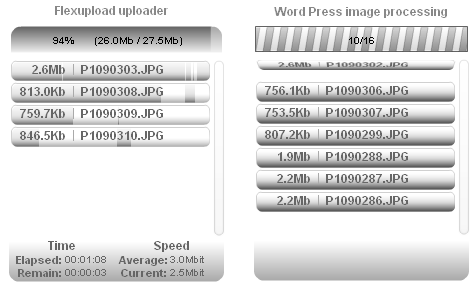 Flexupload uploader
94% (26.0Mb / 27.5Mb)
2.6Mb | P1090303.JPG
813.0Kb | P1090308.JPG
759.7Kb | P1090309.JPG
846.5Kb | P1090310.JPG
Time Speed
Elapsed: 00:01:08 Average: 3.0Mbit
Remain: 00:00:03 Current: 2.5Mbit
Word Press image processing
10/16
2.6Mb | P1090302.JPG
756.1Kb | P1090306.JPG
753.5Kb | P1090307.JPG
807.2Kb | P1090299.JPG
1.9Mb | P1090288.JPG
2.2Mb | P1090287.JPG
2.2Mb | P1090286.JPG